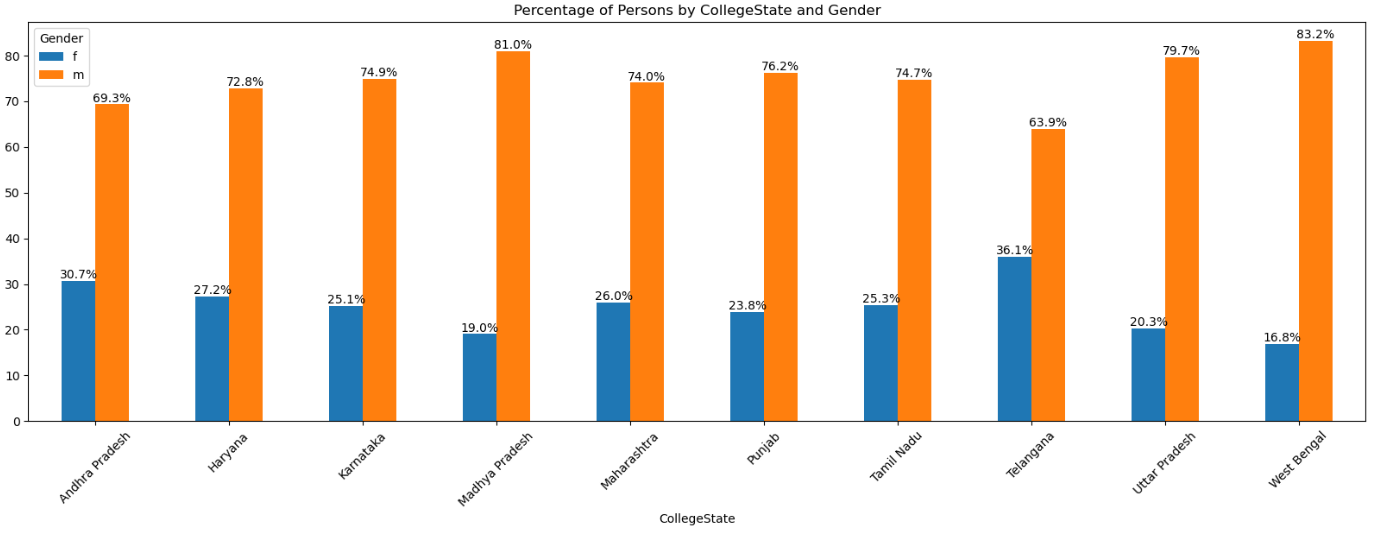 Percentage of Persons by CollegeState and Gender
Gender
f
m
80
70
60
50
40
30
20
10
0
30.7%
69.3%
27.2%
72.8%
25.1%
74.9%
19.0%
81.0%
26.0%
74.0%
23.8%
76.2%
25.3%
74.7%
36.1%
63.9%
20.3%
79.7%
16.8%
83.2%
Andhra Pradesh
Haryana
Karnataka
Madhya Pradesh
Maharashtra
Punjab
Tamil Nadu
Telangana
Uttar Pradesh
West Bengal
CollegeState